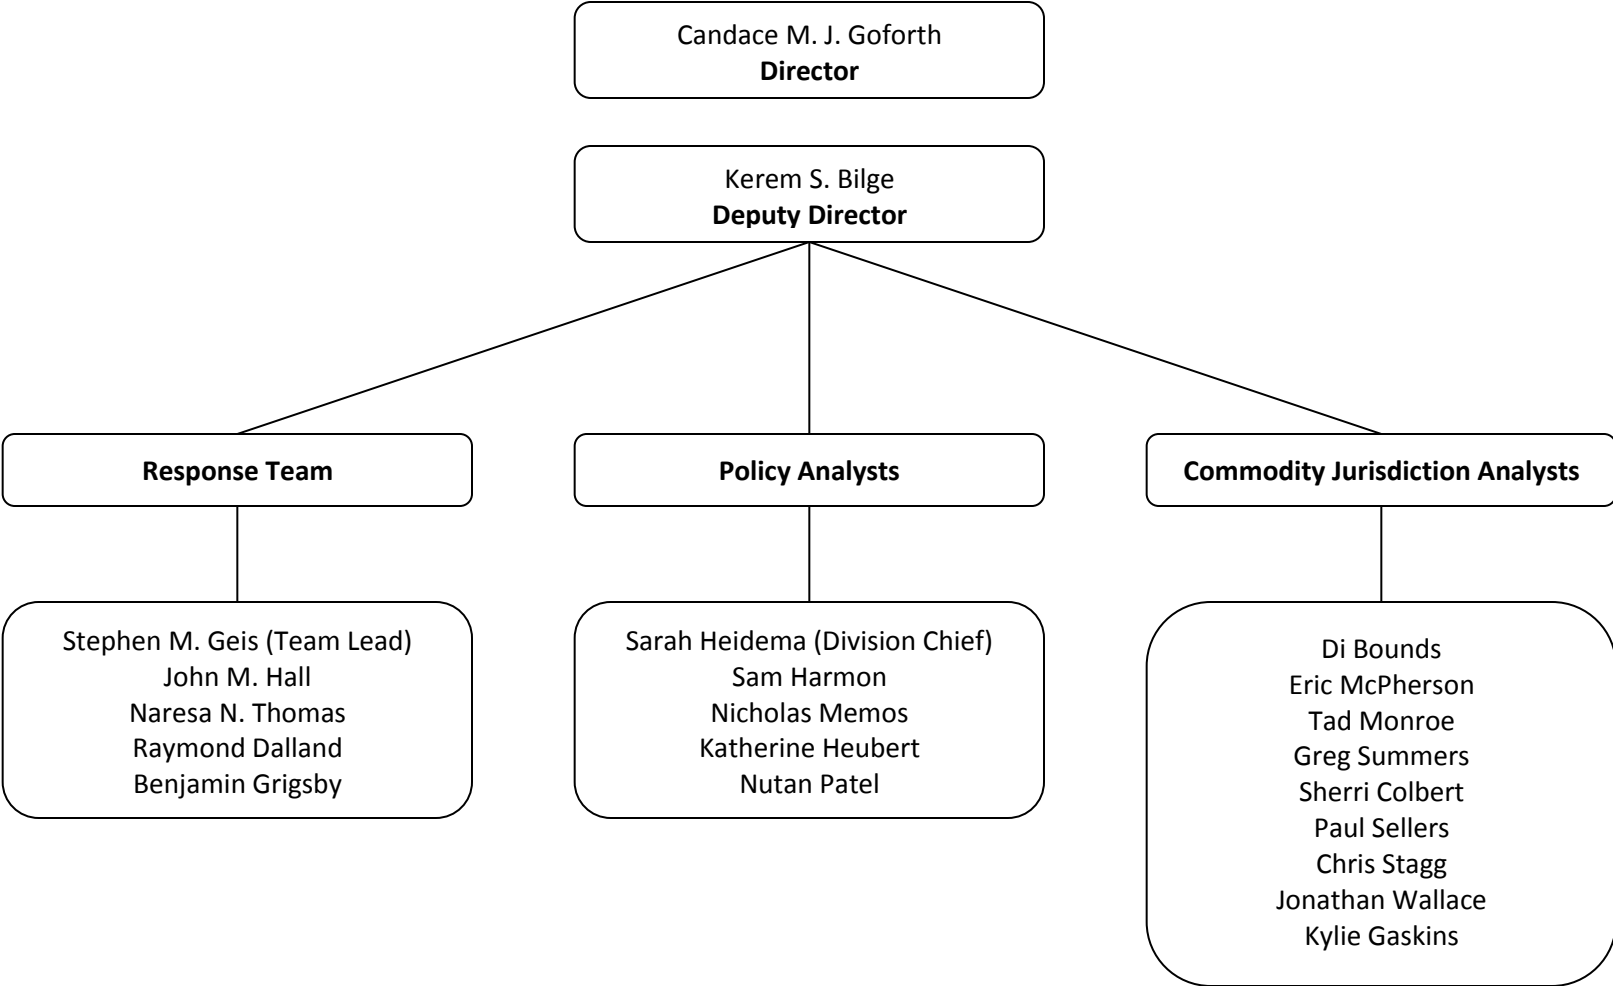 Candace M. J. Goforth
Director
Kerem S. Bilge
Deputy Director
Response Team
Policy Analysts
Commodity Jurisdiction Analysts
Stephen M. Geis (Team Lead)
John M. Hall
Naresa N. Thomas
Raymond Dalland
Benjamin Grigsby
Sarah Heidema (Division Chief)
Sam Harmon
Nicholas Memos
Katherine Heubert
Nutan Patel
Di Bounds
Eric McPherson
Tad Monroe
Greg Summers
Sherri Colbert
Paul Sellers
Chris Stagg
Jonathan Wallace
Kylie Gaskins